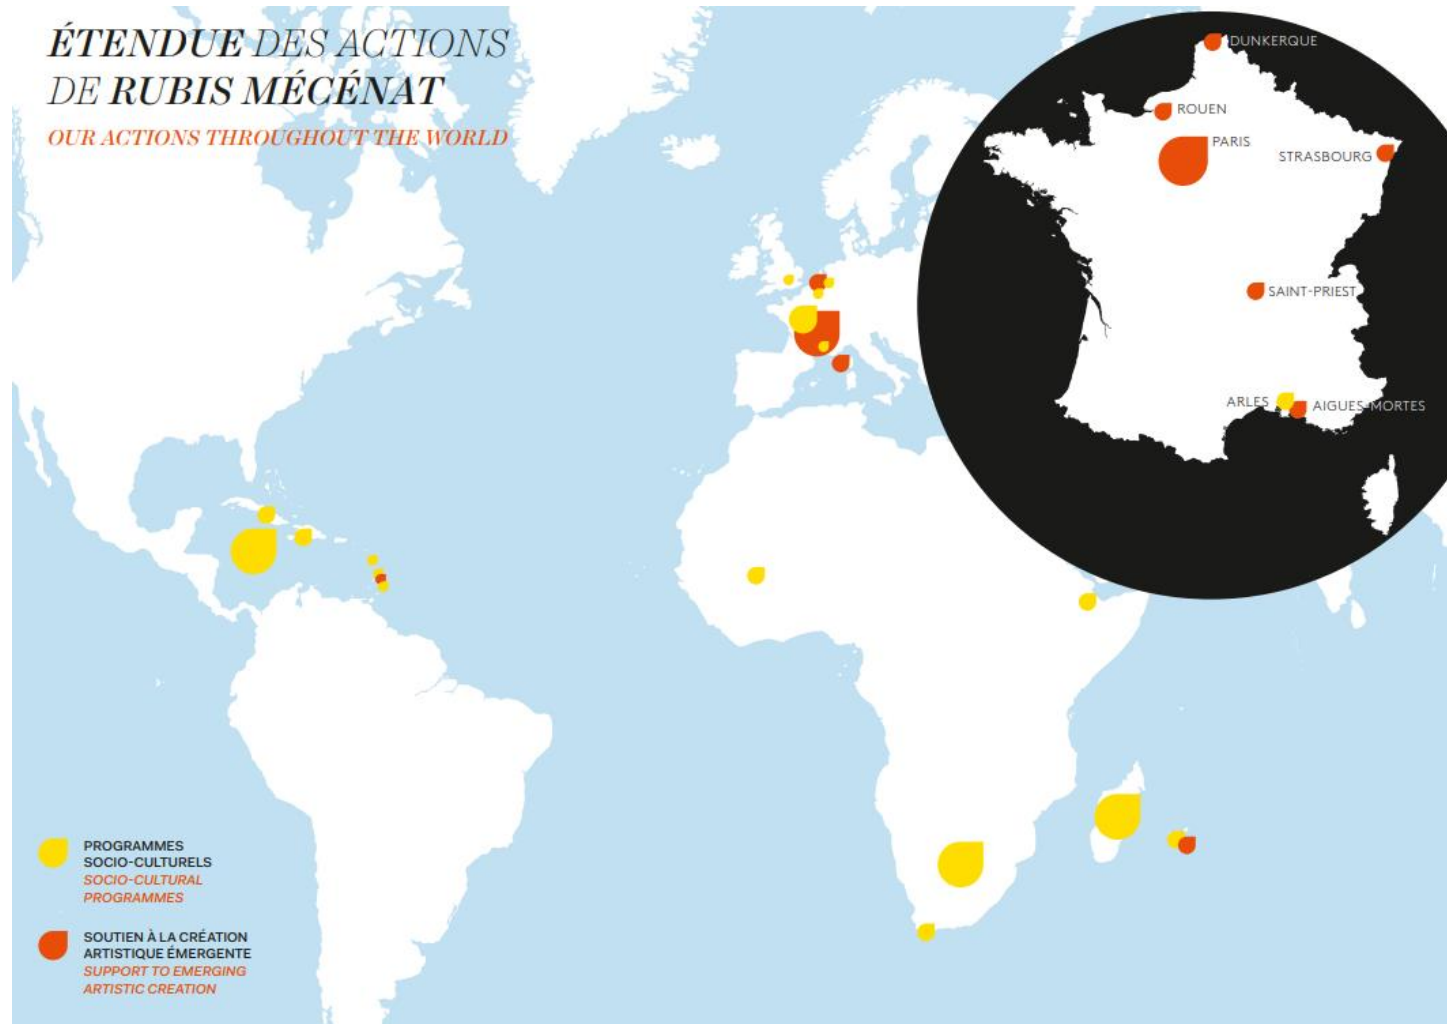 ÉTENDUE DES ACTIONS
DE RUBIS MÉCÉNAT
OUR ACTIONS THROUGHOUT THE WORLD
DUNKERQUE
ROUEN
PARIS
STRASBOURG
SAINT-PRIEST
ARLES
AIGUES-MORTES
PROGRAMMES
SOCIO-CULTURELS
SOCIO-CULTURAL
PROGRAMMES
SOUTIEN À LA CRÉATION
ARTISTIQUE ÉMERGENTE
SUPPORT TO EMERGING
ARTISTIC CREATION